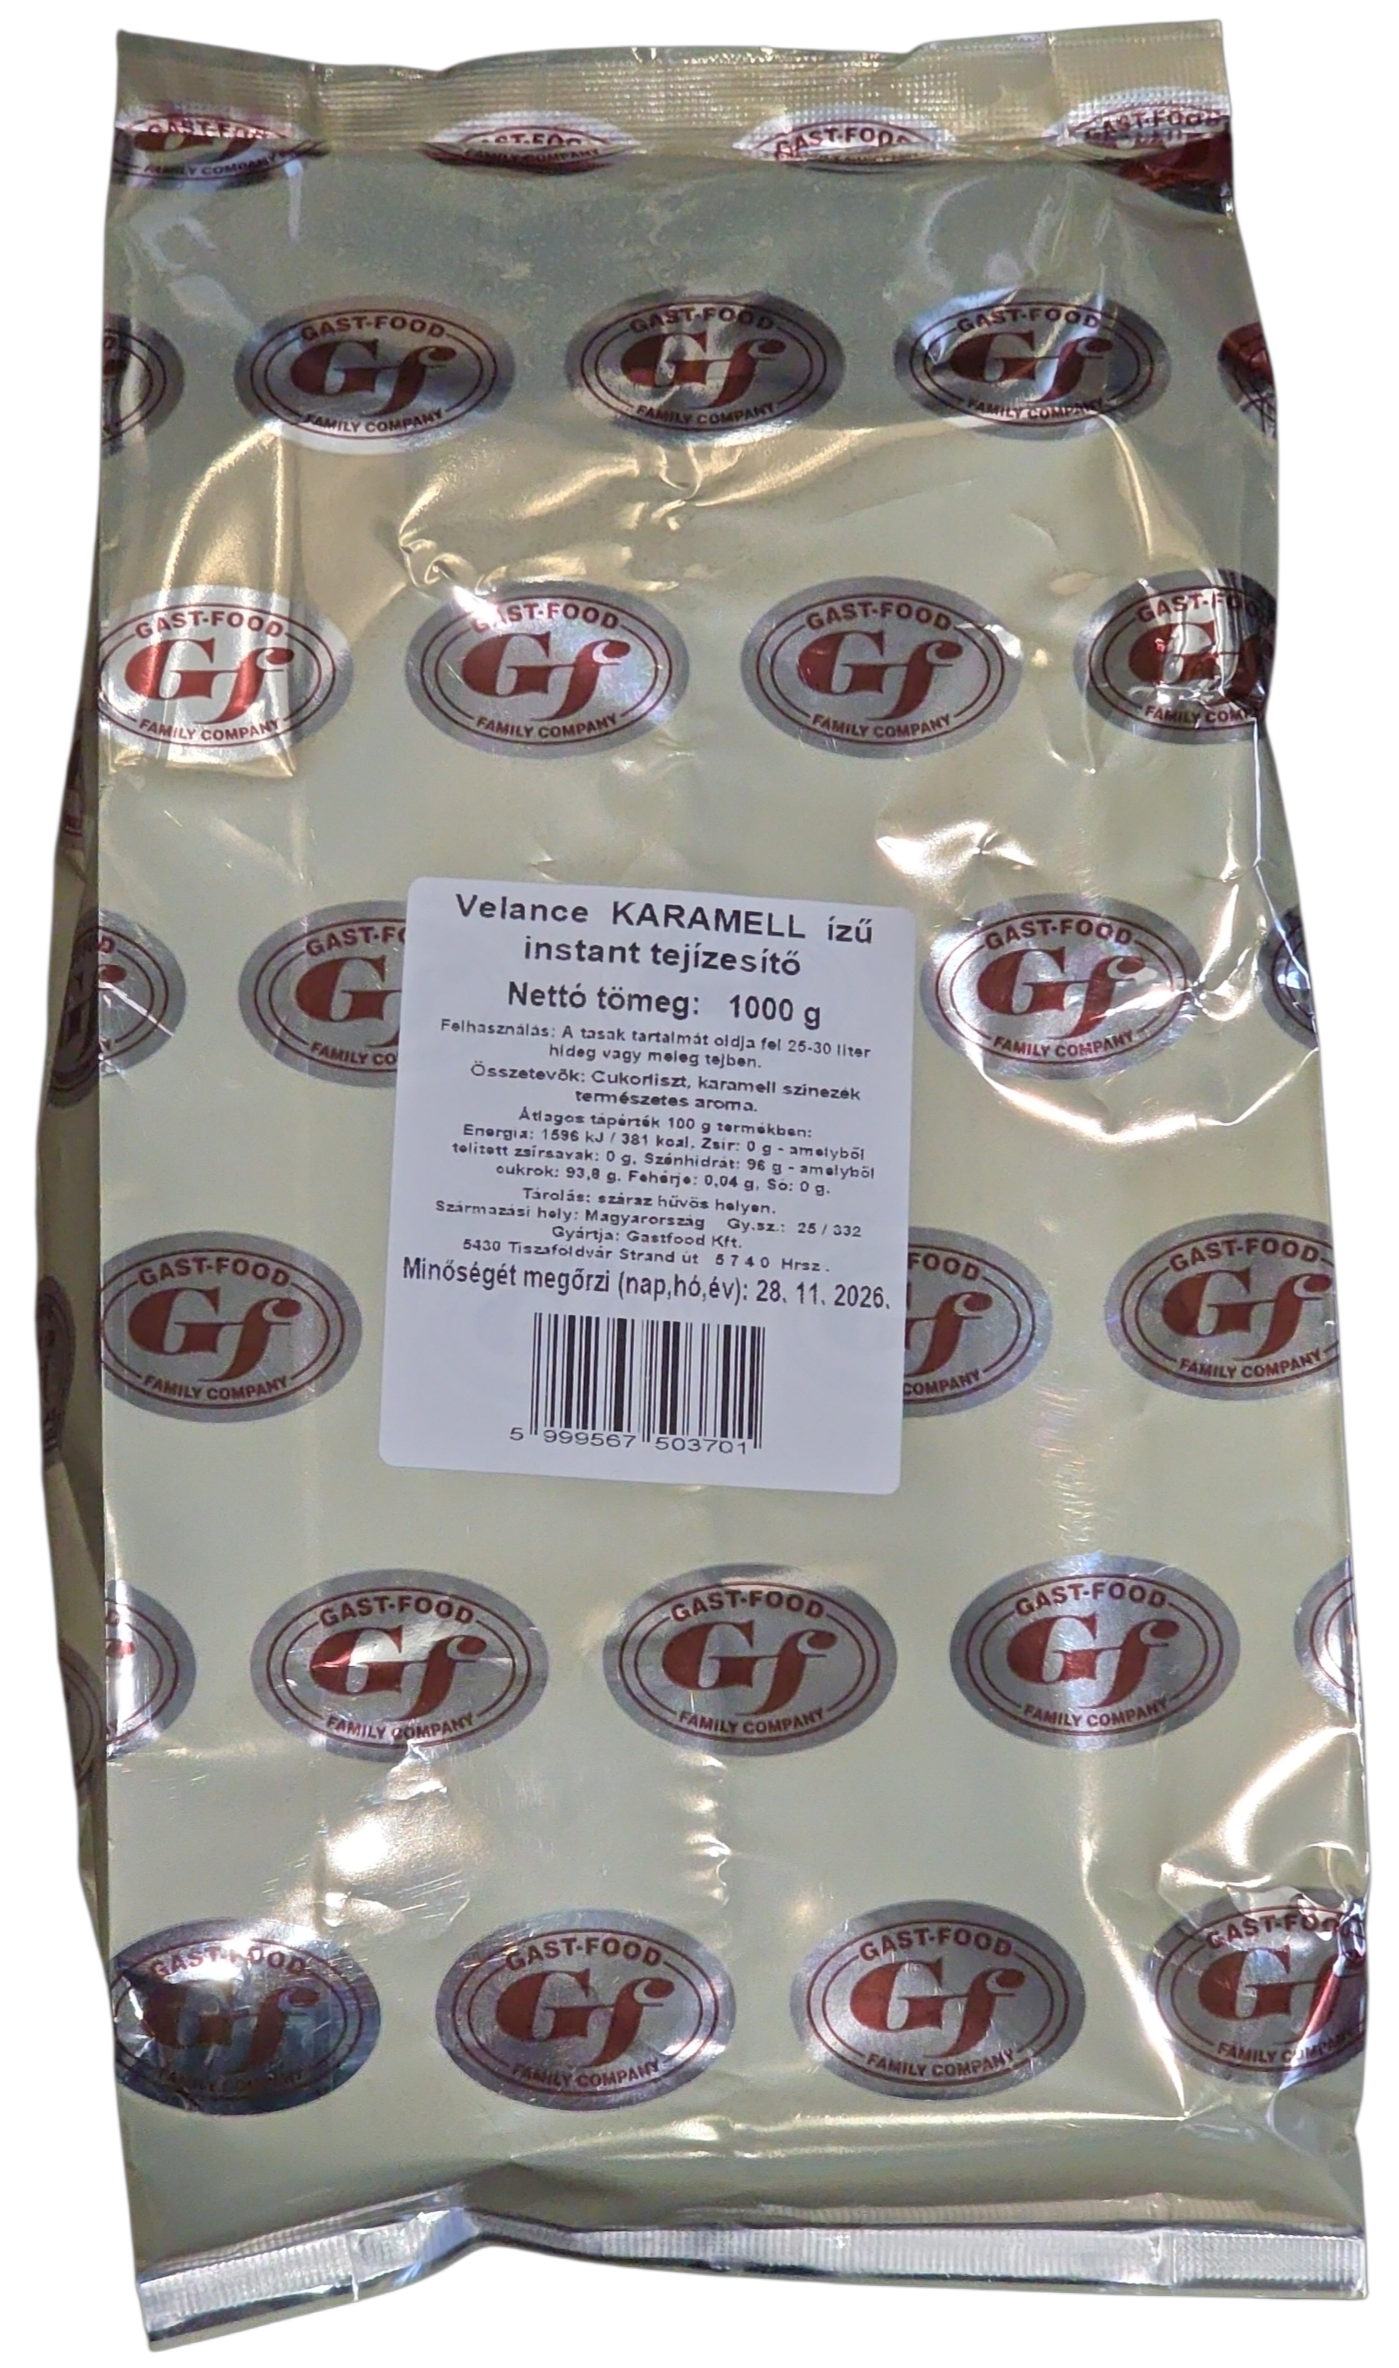 GAST-FOOD
Gf
FAMILY COMPANY
Velance KARAMELL ízű
instant tejízesítő
Nettó tömeg: 1000 g
Felhasználás: A tasak tartalmát oldja fel 25-30 liter
hideg vagy meleg tejben.
Összetevők: Cukorliszt, karamell színezék
természetes aroma.
Átlagos tápérték 100 g termékben:
Energia: 1596 kJ / 381 kcal, Zsír: 0 g - amelyből
telített zsírsavak: 0 g, Szénhidrát: 96 g - amelyből
cukrok: 93,8 g, Fehérje: 0,04 g, Só: 0 g.
Tárolás: száraz hűvös helyen.
Származási hely: Magyarország Gy.sz.: 25 / 332
Gyártja: Gastfood Kft.
5430 Tiszaföldvár Strand út 5740 Hrsz.
Minőségét megőrzi (nap,hó,év): 28. 11. 2026.
5 999567 503701